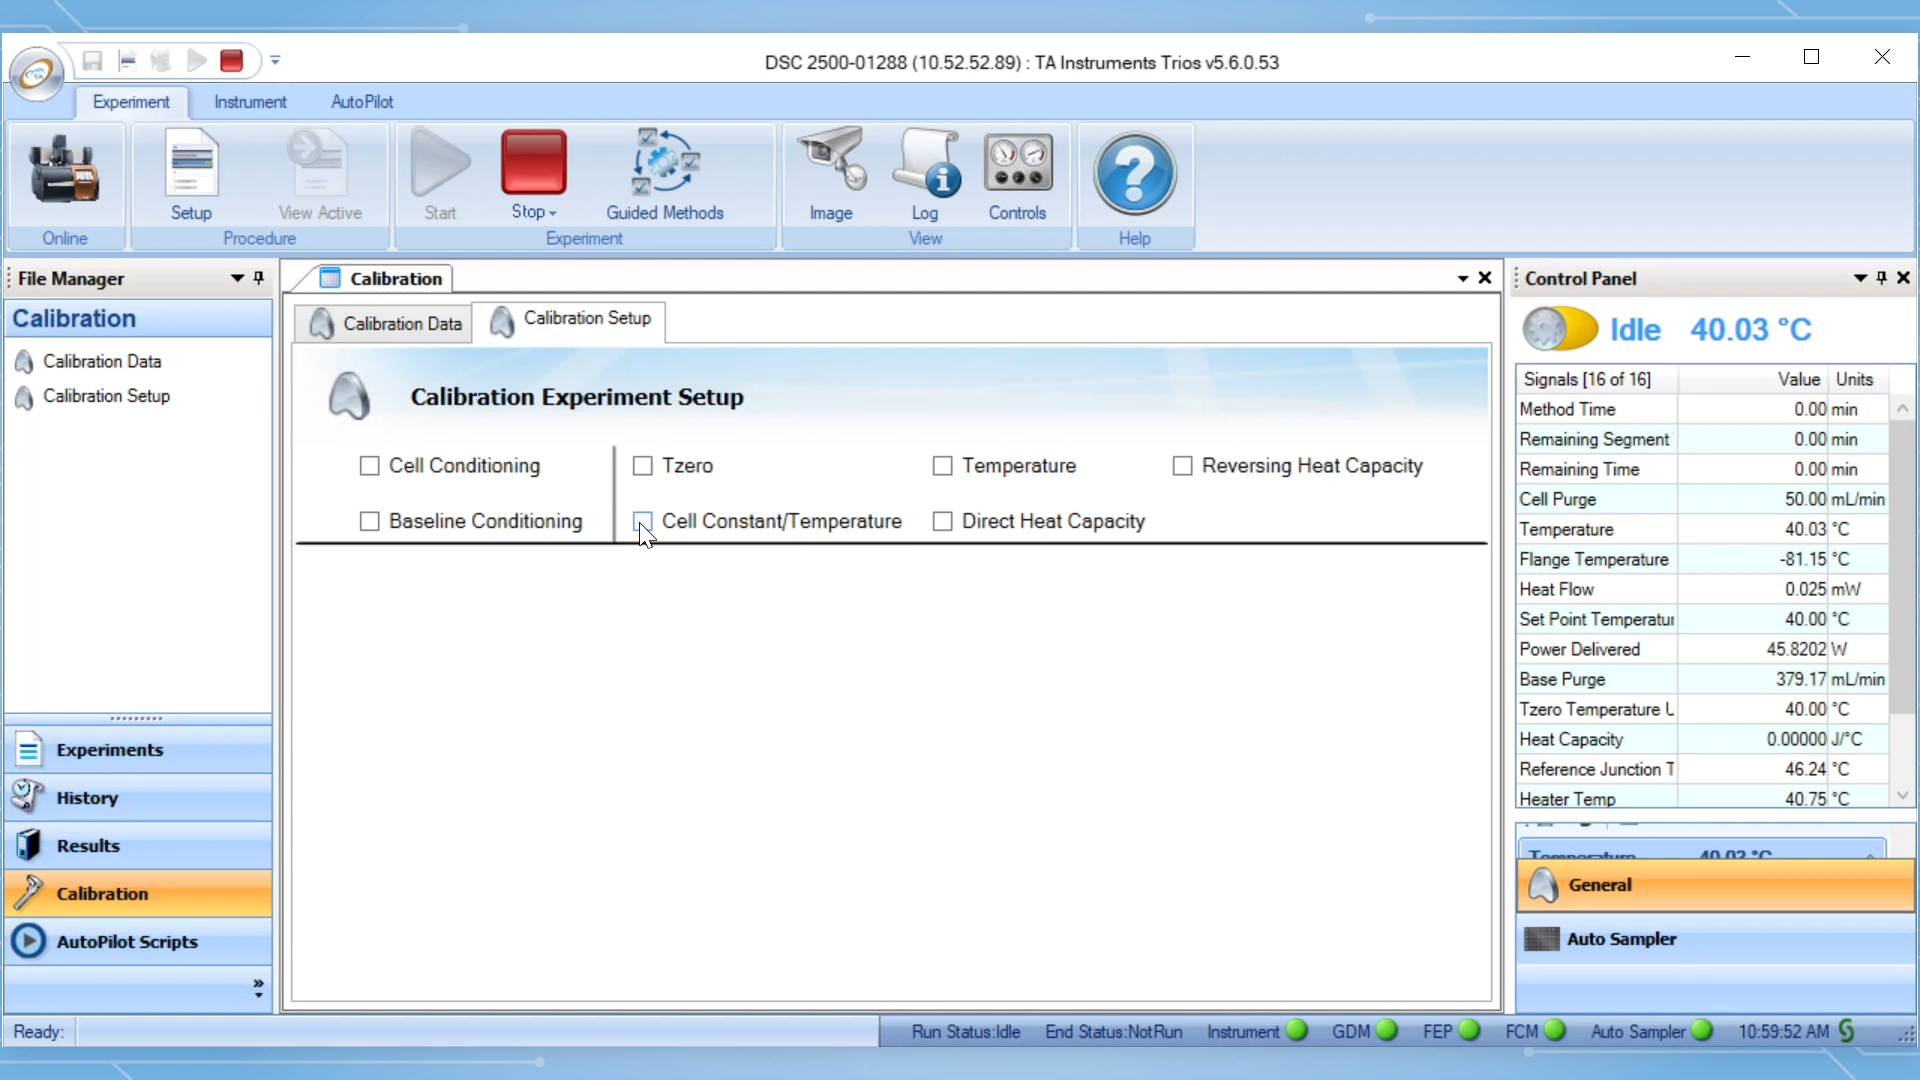 DSC 2500-01288 (10.52.52.89) : TA Instruments Trios v5.6.0.53
TA
Experiment
Instrument
AutoPilot
Setup
View Active
Start
Stop
Guided Methods
Image
Log
Controls
Online
Procedure
Experiment
View
Help
File Manager
Calibration
Calibration Data
Calibration Setup
Experiments
History
Results
Calibration
AutoPilot Scripts
Calibration
Calibration Data
Calibration Setup
Calibration Experiment Setup
Cell Conditioning
Tzero
Temperature
Reversing Heat Capacity
Baseline Conditioning
Cell Constant/Temperature
Direct Heat Capacity
Control Panel
Idle 40.03 °C
Signals [16 of 16] Value Units
Method Time 0.00 min
Remaining Segment 0.00 min
Remaining Time 0.00 min
Cell Purge 50.00 mL/min
Temperature 40.03 °C
Flange Temperature -81.15 °C
Heat Flow 0.025 mW
Set Point Temperatur 40.00 °C
Power Delivered 45.8202 W
Base Purge 379.17 mL/min
Tzero Temperature U 40.00 °C
Heat Capacity 0.00000 J/°C
Reference Junction T 46.24 °C
Heater Temp 40.75 °C
Temperature 40.03 °C
General
Auto Sampler
Ready:
Run Status:Idle End Status:NotRun Instrument GDM FEP FCM Auto Sampler 10:59:52 AM